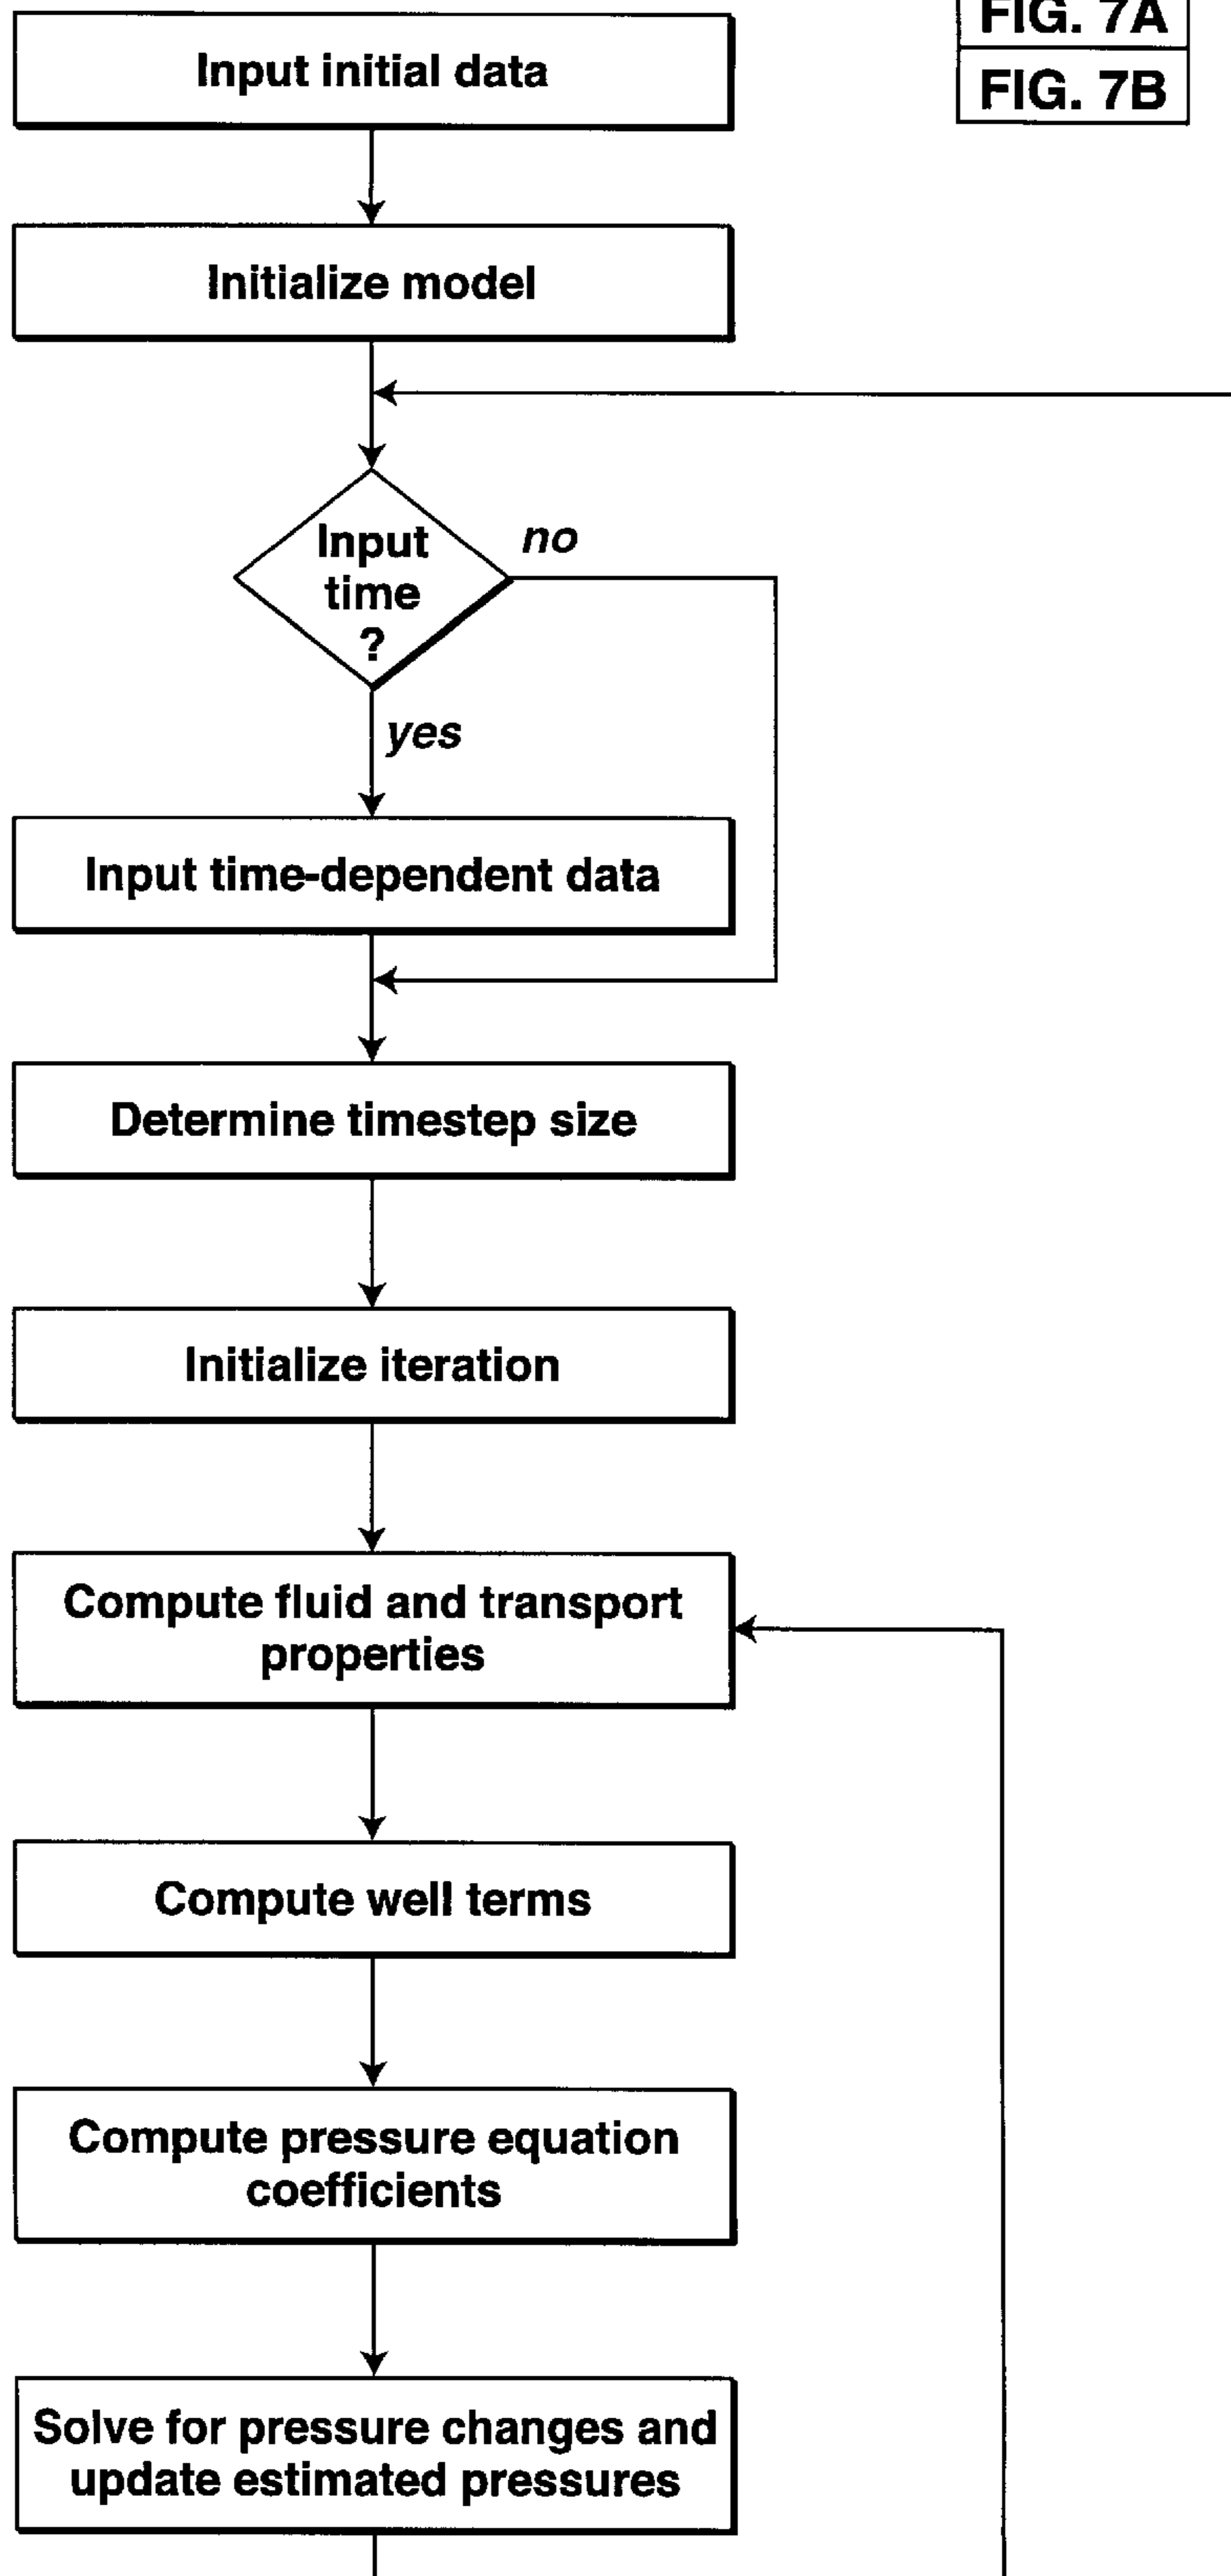 FIG. 7A
FIG. 7B
Input initial data
Initialize model
Input
time
?
no
yes
Input time-dependent data
Determine timestep size
Initialize iteration
Compute fluid and transport
properties
Compute well terms
Compute pressure equation
coefficients
Solve for pressure changes and
update estimated pressures